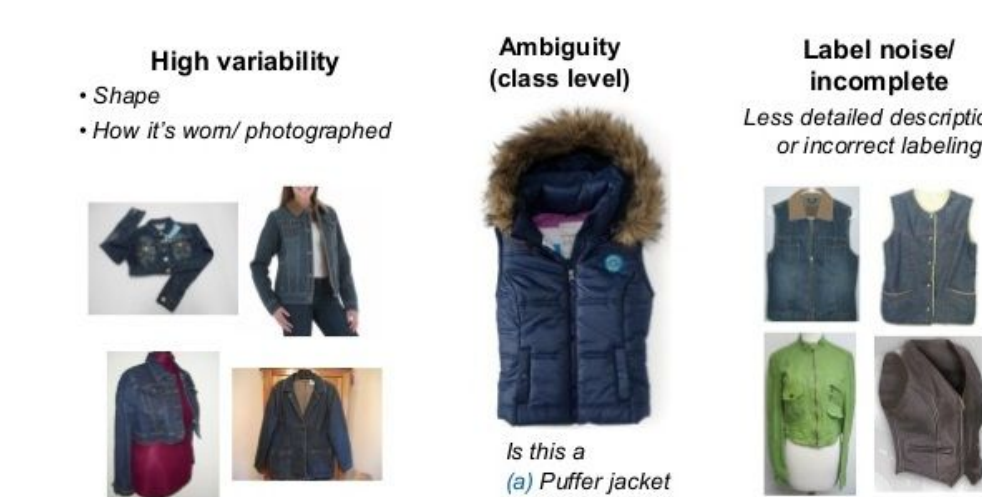 High variability
• Shape
• How it's worn/ photographed
Ambiguity
(class level)
Is this a
(a) Puffer jacket
Label noise/
incomplete
Less detailed descriptio
or incorrect labeling